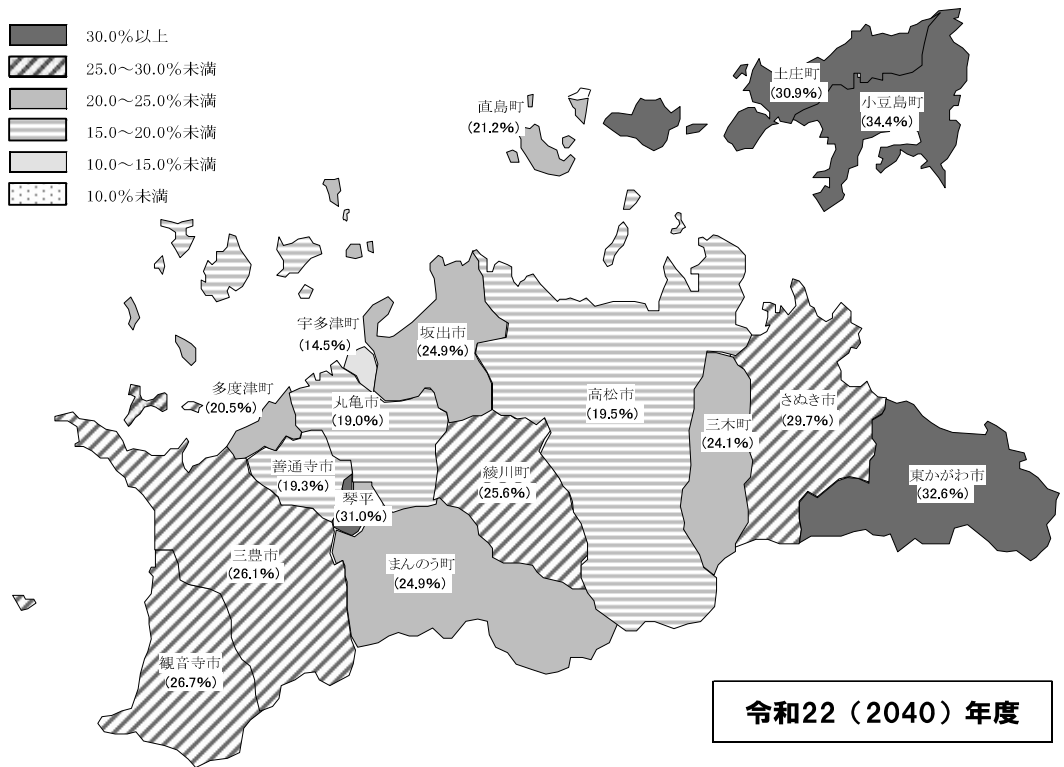 30.0％以上
25.0～30.0％未満
20.0～25.0％未満
15.0～20.0％未満
10.0～15.0％未満
10.0％未満
土庄町
(30.9%)
小豆島町
(34.4%)
直島町
(21.2%)
宇多津町
(14.5%)
坂出市
(24.9%)
多度津町
(20.5%)
丸亀市
(19.0%)
高松市
(19.5%)
三木町
(24.1%)
さぬき市
(29.7%)
善通寺市
(19.3%)
琴平
(31.0%)
綾川町
(25.6%)
東かがわ市
(32.6%)
三豊市
(26.1%)
まんのう町
(24.9%)
観音寺市
(26.7%)
令和22（2040）年度